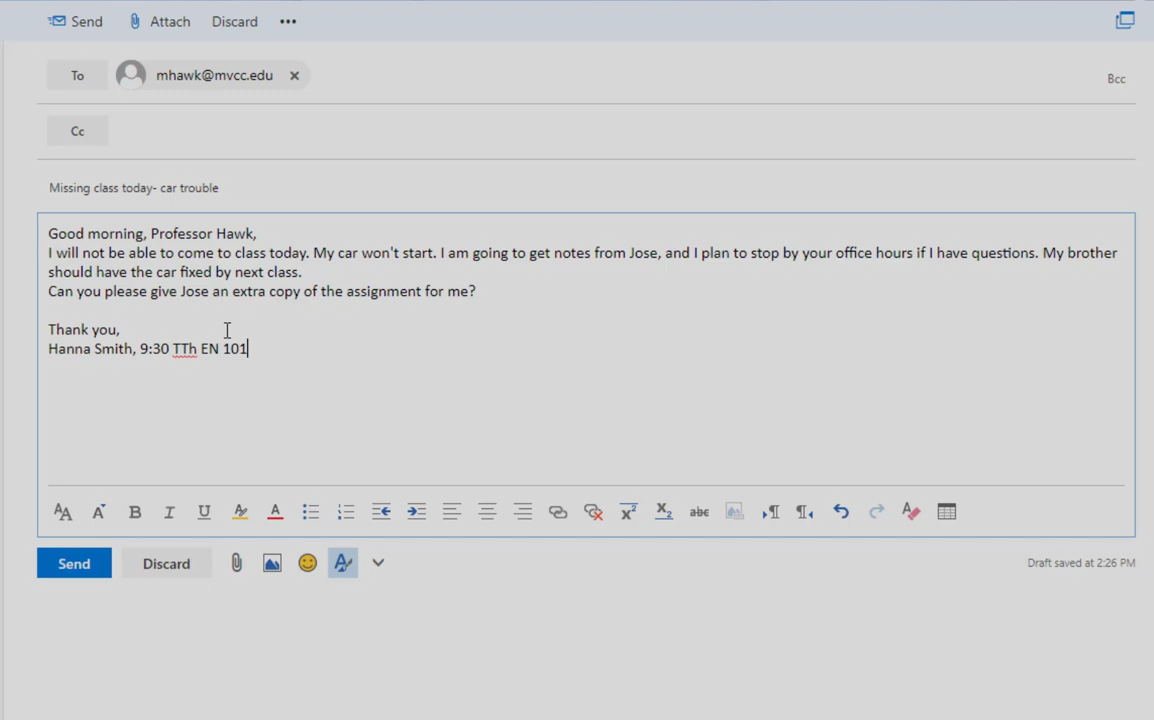 Send Attach Discard •••
To mhawk@mvcc.edu × Bcc
Cc
Missing class today- car trouble
Good morning, Professor Hawk,
I will not be able to come to class today. My car won't start. I am going to get notes from Jose, and I plan to stop by your office hours if I have questions. My brother
should have the car fixed by next class.
Can you please give Jose an extra copy of the assignment for me?
Thank you,
Hanna Smith, 9:30 TTh EN 101
AA A B I U A A x² X₂ abc
Send Discard Draft saved at 2:26 PM